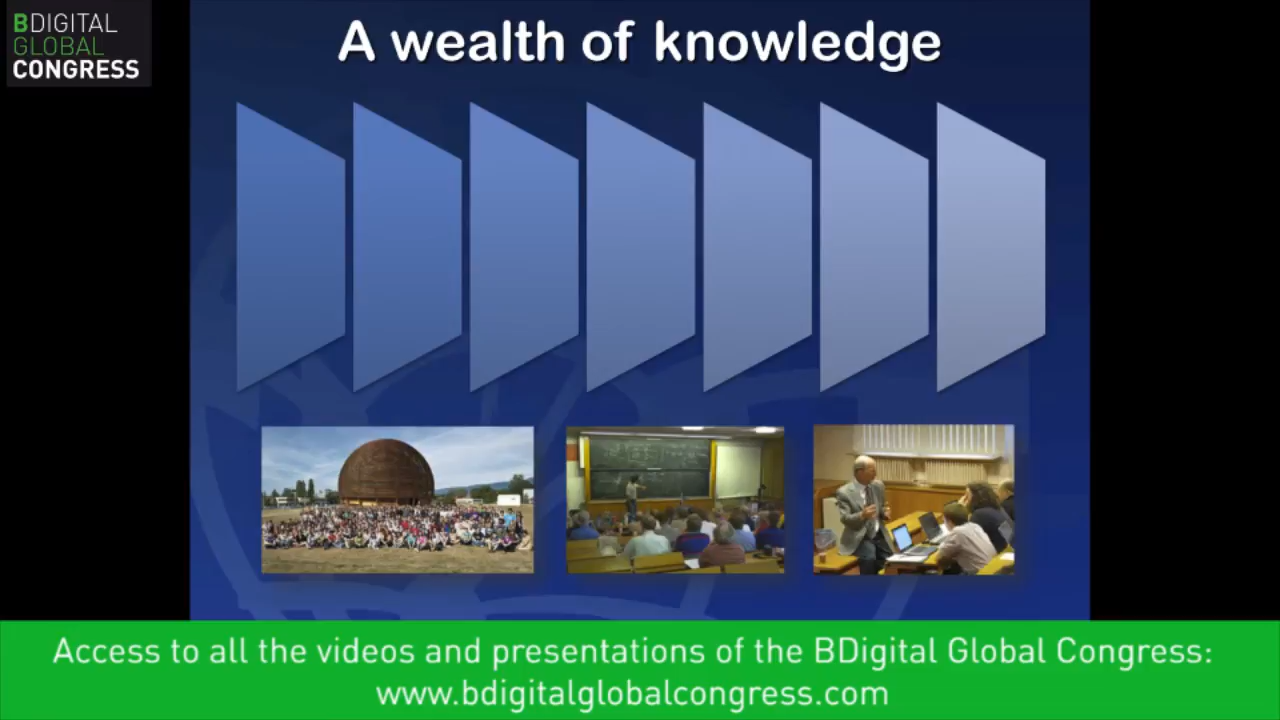 BDIGITAL
GLOBAL
CONGRESS
A wealth of knowledge
Access to all the videos and presentations of the BDigital Global Congress:
www.bdigitalglobalcongress.com